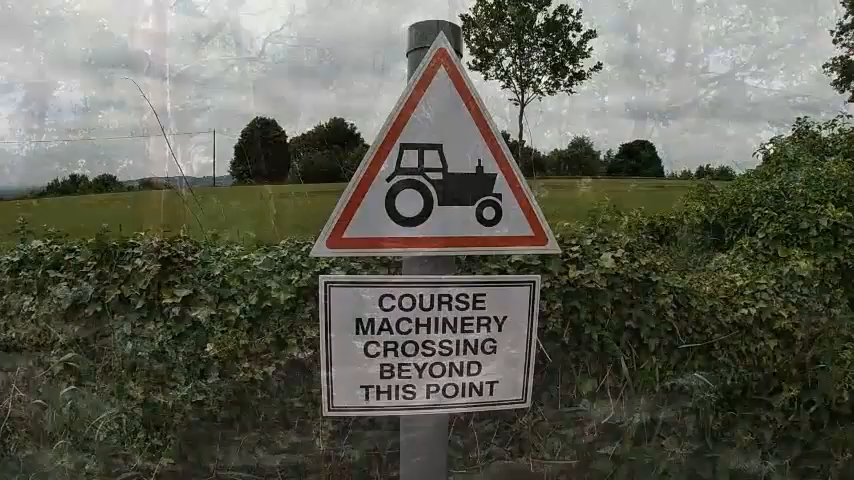 COURSE
MACHINERY
CROSSING
BEYOND
THIS POINT